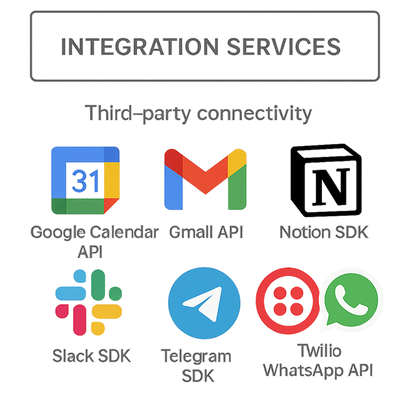 INTEGRATION SERVICES
Third-party connectivity
31
N
Google Calendar
API
Gmall API
Notion SDK
Slack SDK
Telegram
SDK
Twilio
WhatsApp API